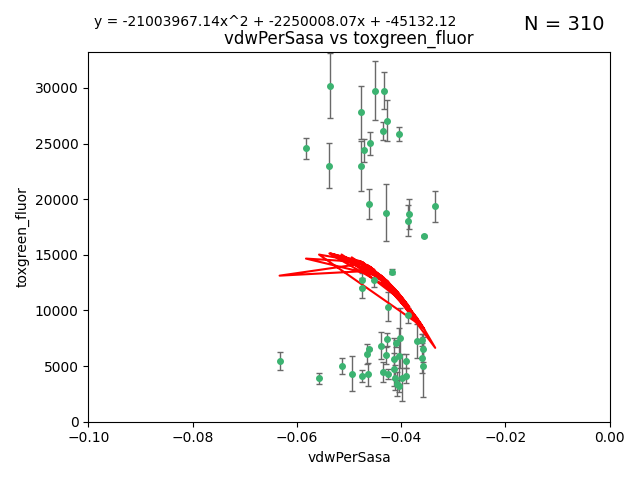 y = -21003967.14x^2 + -2250008.07x + -45132.12
N = 310
vdwPerSasa vs toxgreen_fluor
30000
25000
20000
15000
10000
5000
0
toxgreen_fluor
−0.10
−0.08
−0.06
−0.04
−0.02
0.00
vdwPerSasa